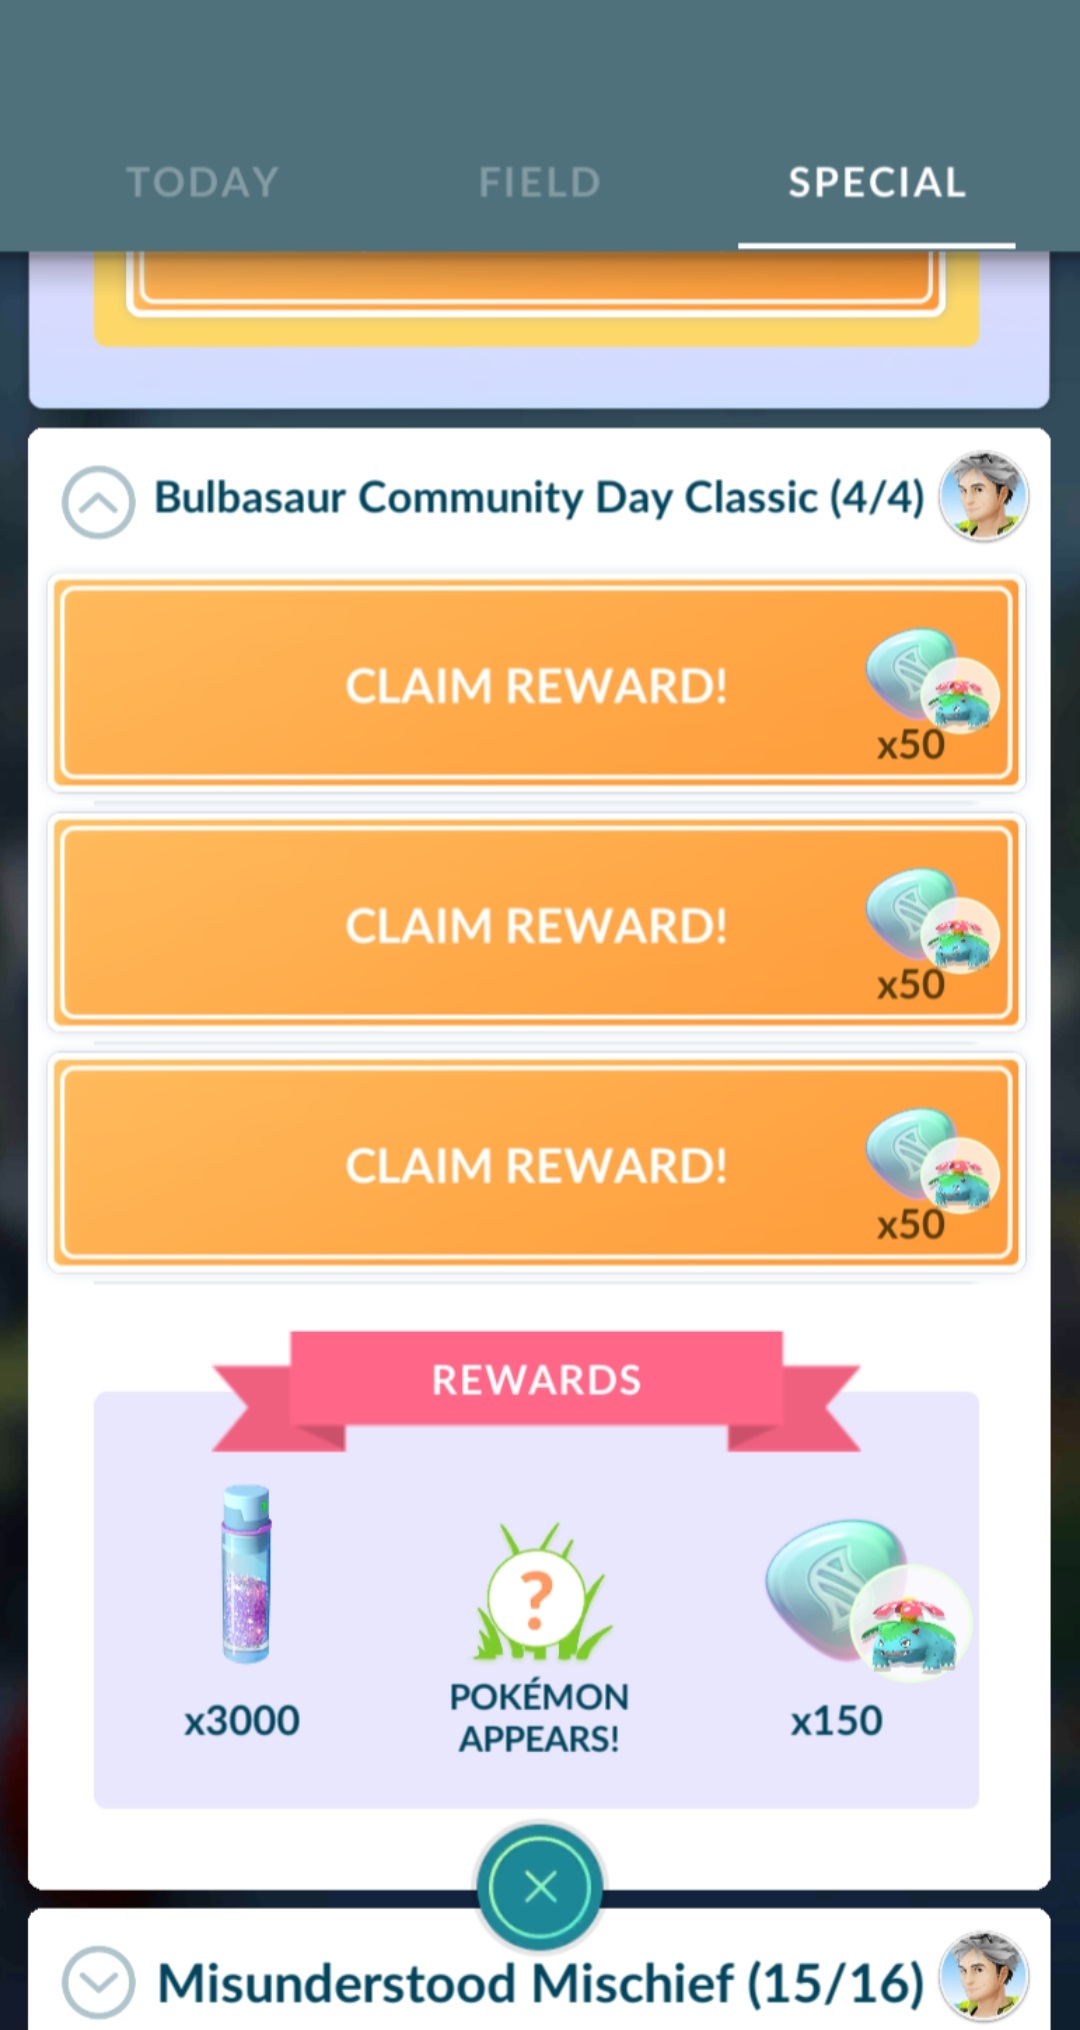 TODAY
FIELD
SPECIAL
Bulbasaur Community Day Classic (4/4)
CLAIM REWARD!
x50
CLAIM REWARD!
x50
CLAIM REWARD!
x50
REWARDS
?
x3000
POKÉMON
APPEARS!
x150
Misunderstood Mischief (15/16)